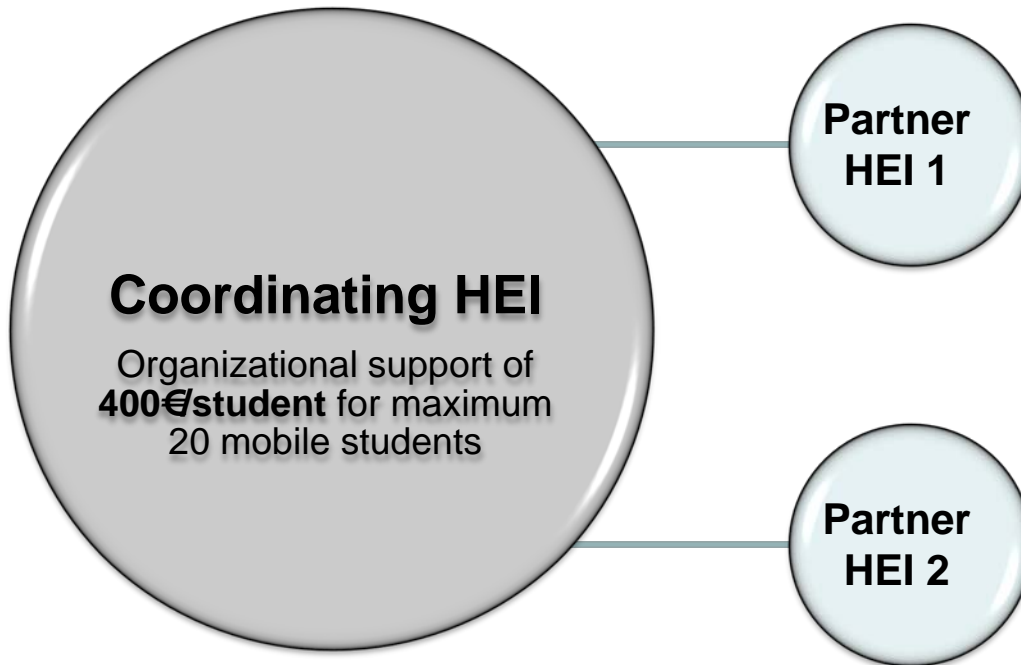 Coordinating HEI
Organizational support of
400€/student for maximum
20 mobile students
Partner
HEI 1
Partner
HEI 2